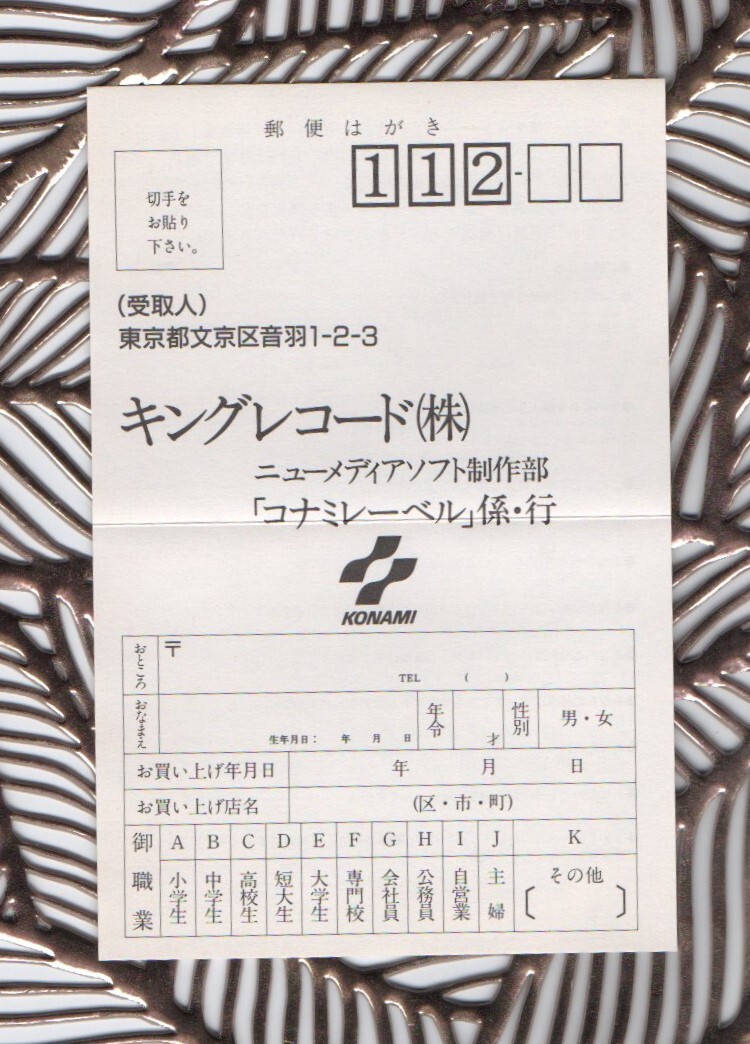 郵便はがき
112-
切手を
お貼り
下さい。
(受取人)
東京都文京区音羽1-2-3
キングレコード(株)
ニューメディアソフト制作部
「コナミレーベル」係・行
KONAMI
おところ 〒
TEL ( )
おなまえ 生年月日: 年 月 日 年令 才 性別 男・女
お買い上げ年月日 年 月 日
お買い上げ店名 (区・市・町)
御職業 A B C D E F G H I J K
小学生 中学生 高校生 短大生 大学生 専門校 会社員 公務員 自営業 主婦 その他 〔 〕